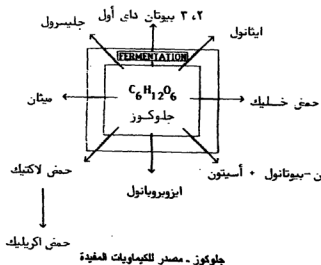 ٢، ٣ بيوتان داى أول
جليسرول
ايثانول
FERMENTATION
C6H12O6
جلوكوز
ميثان
حمض خليك
حمض لاكتيك
ن-بيوتانول + أسيتون
ايزوبروبانول
حمض اكريليك
جلوكوز - مصدر للكيماويات المفيدة